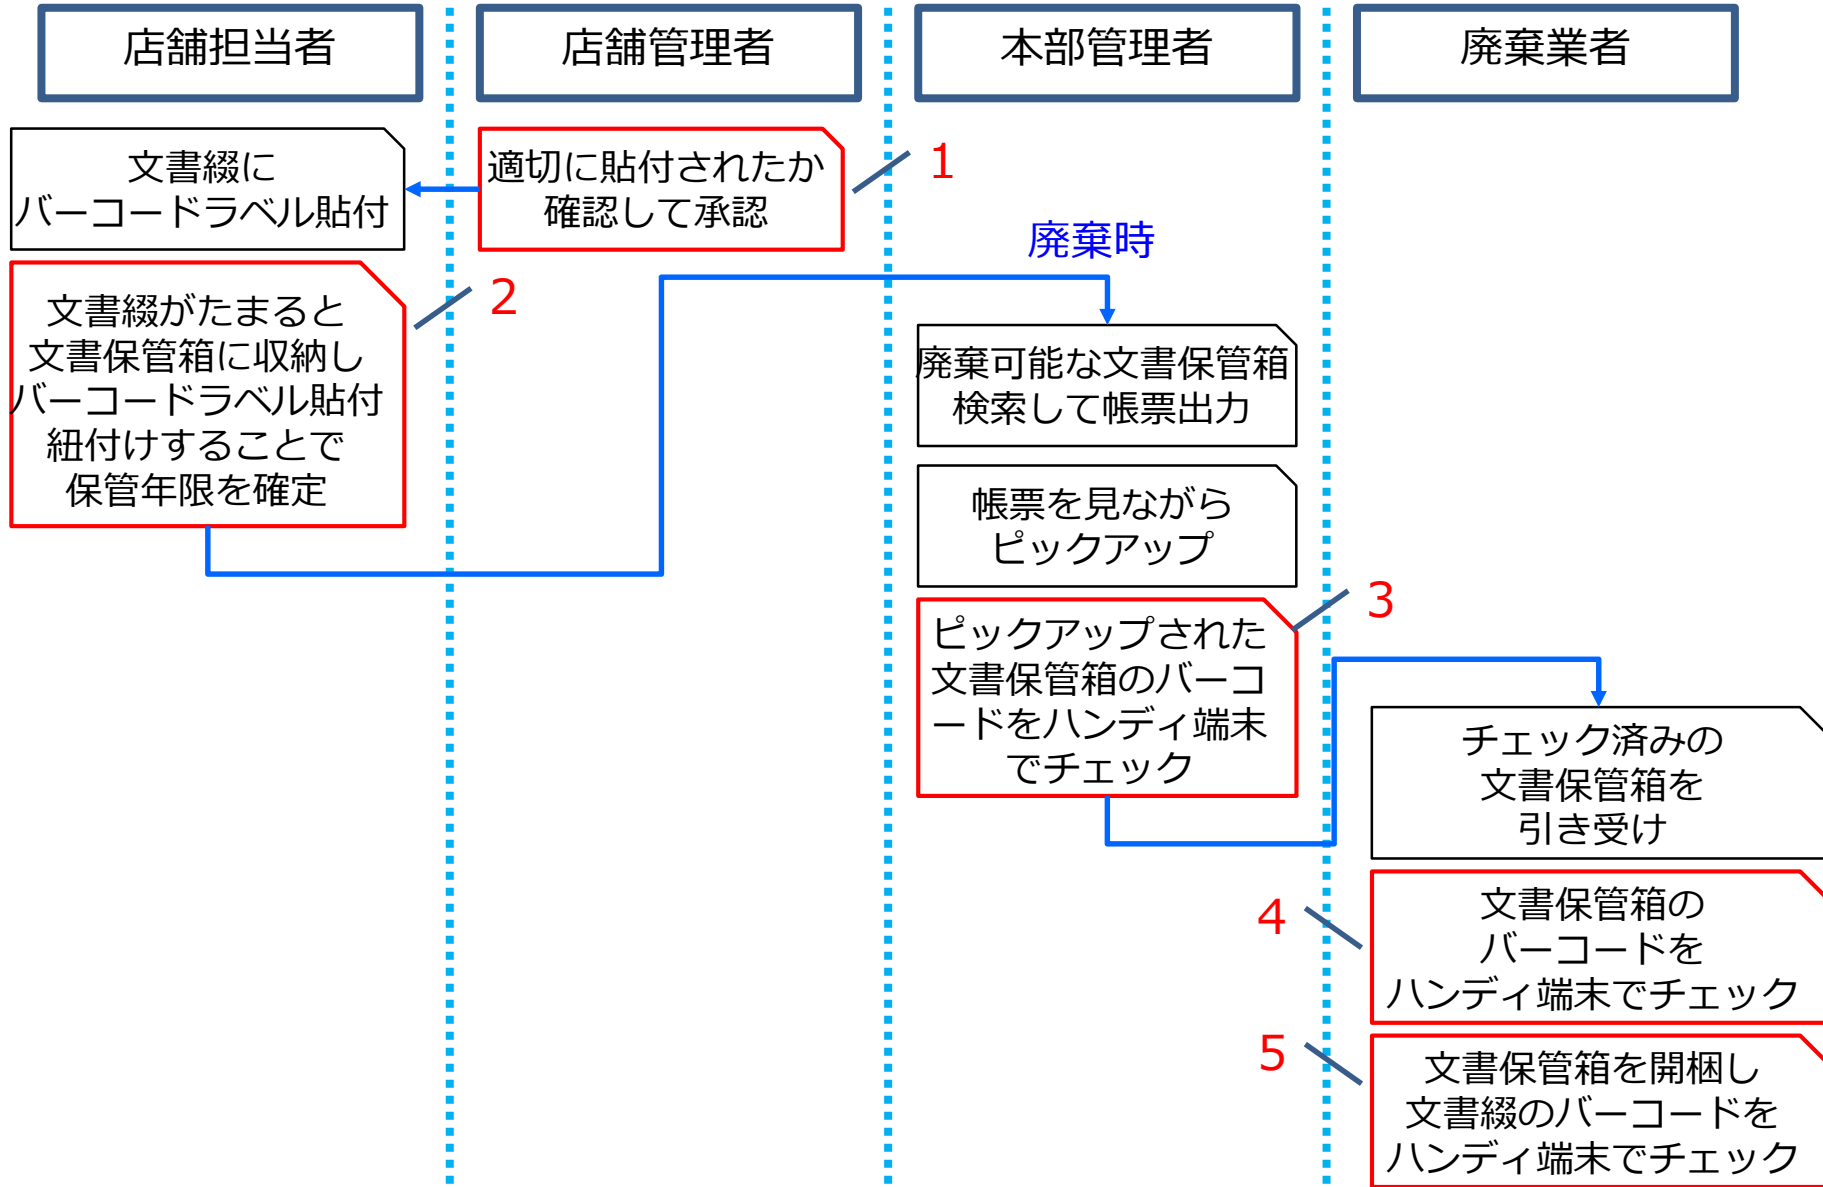 店舗担当者
店舗管理者
本部管理者
廃棄業者
文書綴に
バーコードラベル貼付
適切に貼付されたか
確認して承認
1
文書綴がたまると
文書保管箱に収納し
バーコードラベル貼付
紐付けすることで
保管年限を確定
2
廃棄時
廃棄可能な文書保管箱
検索して帳票出力
帳票を見ながら
ピックアップ
ピックアップされた
文書保管箱のバーコ
ードをハンディ端末
でチェック
3
チェック済みの
文書保管箱を
引き受け
文書保管箱の
バーコードを
ハンディ端末でチェック
4
文書保管箱を開梱し
文書綴のバーコードを
ハンディ端末でチェック
5